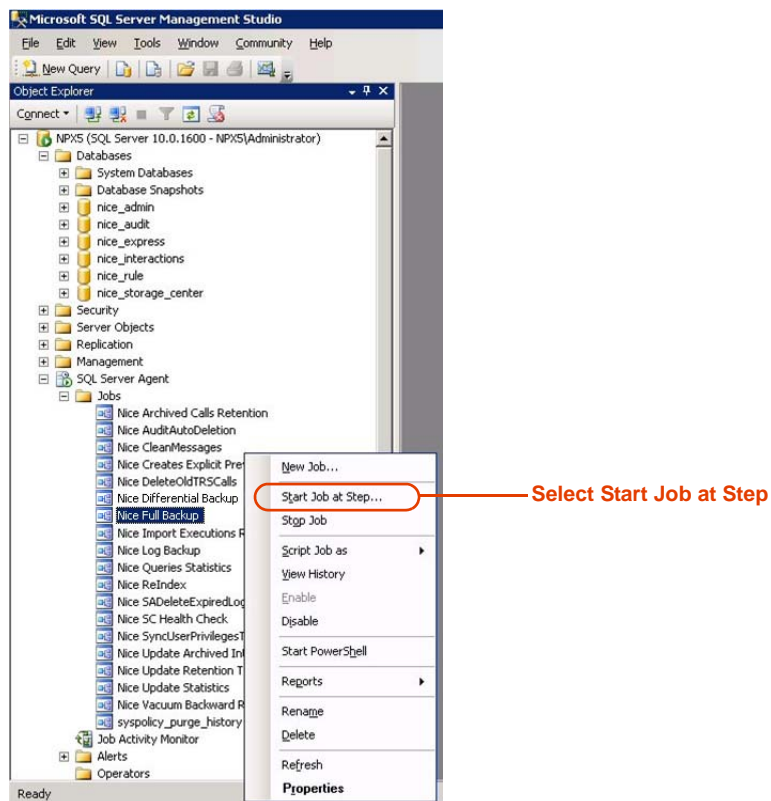 Microsoft SQL Server Management Studio
File Edit View Tools Window Community Help
New Query
Object Explorer
Connect
NPX5 (SQL Server 10.0.1600 - NPX5\Administrator)
Databases
System Databases
Database Snapshots
nice_admin
nice_audit
nice_express
nice_interactions
nice_rule
nice_storage_center
Security
Server Objects
Replication
Management
SQL Server Agent
Jobs
Nice Archived Calls Retention
Nice AuditAutoDeletion
Nice CleanMessages
Nice Creates Explicit Pre
Nice DeleteOldTRSCalls
Nice Differential Backup
Nice Full Backup
Nice Import Executions R
Nice Log Backup
Nice Queries Statistics
Nice ReIndex
Nice SADeleteExpiredLog
Nice SC Health Check
Nice SyncUserPrivilegesT
Nice Update Archived Int
Nice Update Retention T
Nice Update Statistics
Nice Vacuum Backward R
syspolicy_purge_history
Job Activity Monitor
Alerts
Operators
Ready
New Job...
Start Job at Step...
Stop Job
Script Job as
View History
Enable
Disable
Start PowerShell
Reports
Rename
Delete
Refresh
Properties
Select Start Job at Step